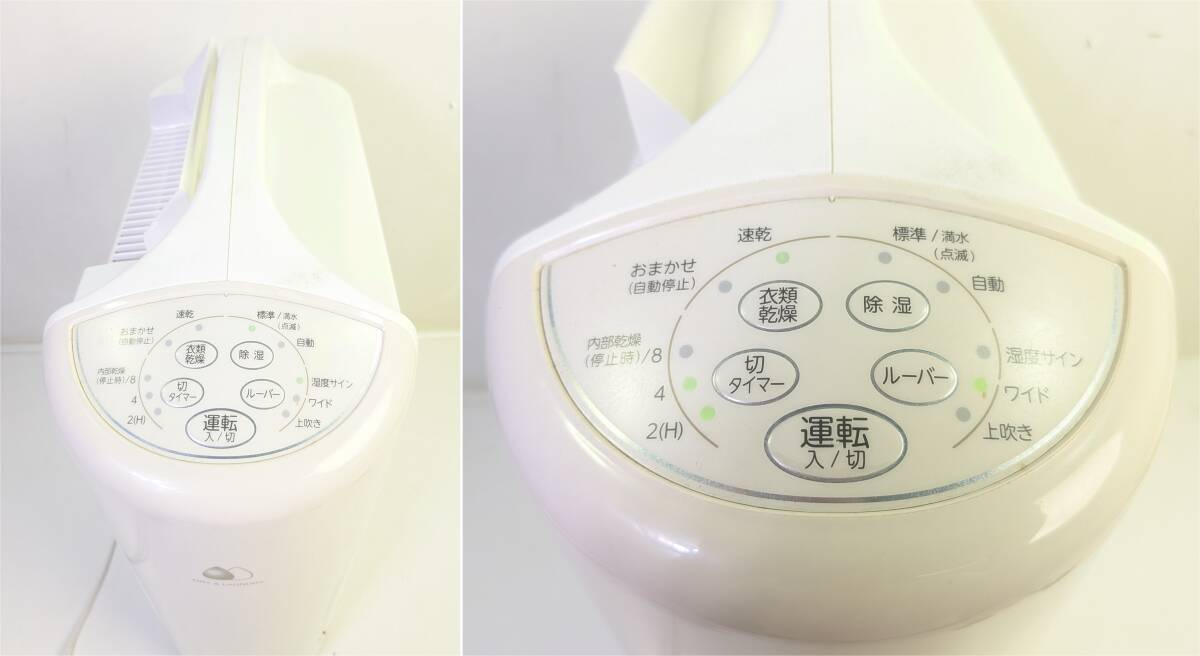 速乾
標準/満水
(点滅)
おまかせ
(自動停止)
自動
衣類
乾燥
除湿
内部乾燥
(停止時)/8
湿度サイン
切
タイマー
ルーバー
4
ワイド
2(H)
上吹き
運転
入/切
速乾
標準/満水
(点滅)
おまかせ
(自動停止)
自動
衣類
乾燥
除湿
内部乾燥
(停止時)/8
湿度サイン
切
タイマー
ルーバー
4
ワイド
2(H)
上吹き
運転
入/切